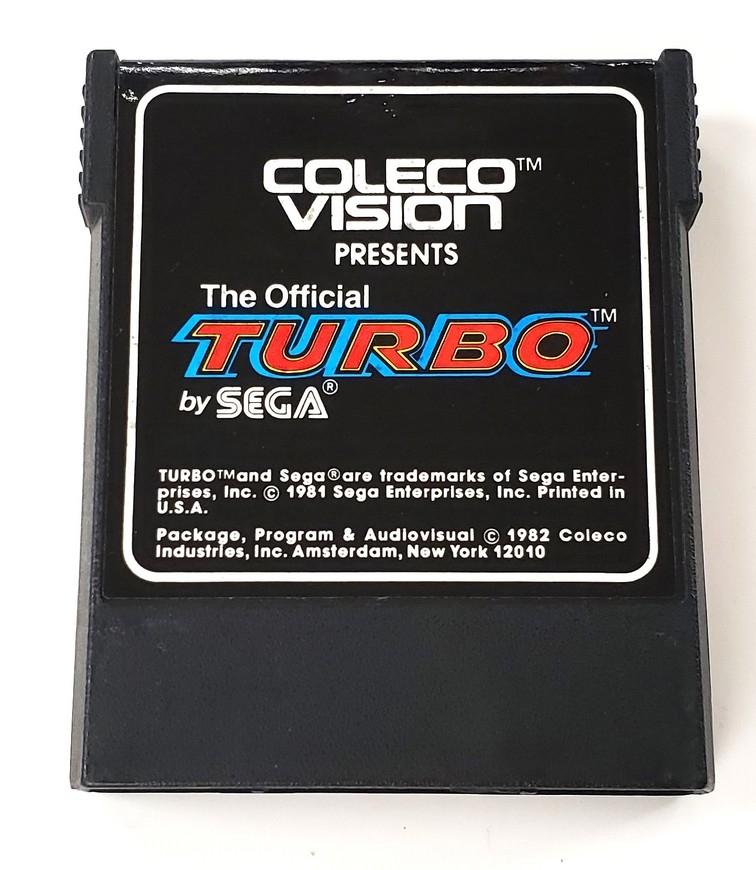 COLECO™
VISION
PRESENTS
The Official
TURBO™
by SEGA®
TURBO™and Sega®are trademarks of Sega Enter-
prises, Inc. © 1981 Sega Enterprises, Inc. Printed in
U.S.A.
Package, Program & Audiovisual © 1982 Coleco
Industries, Inc. Amsterdam, New York 12010